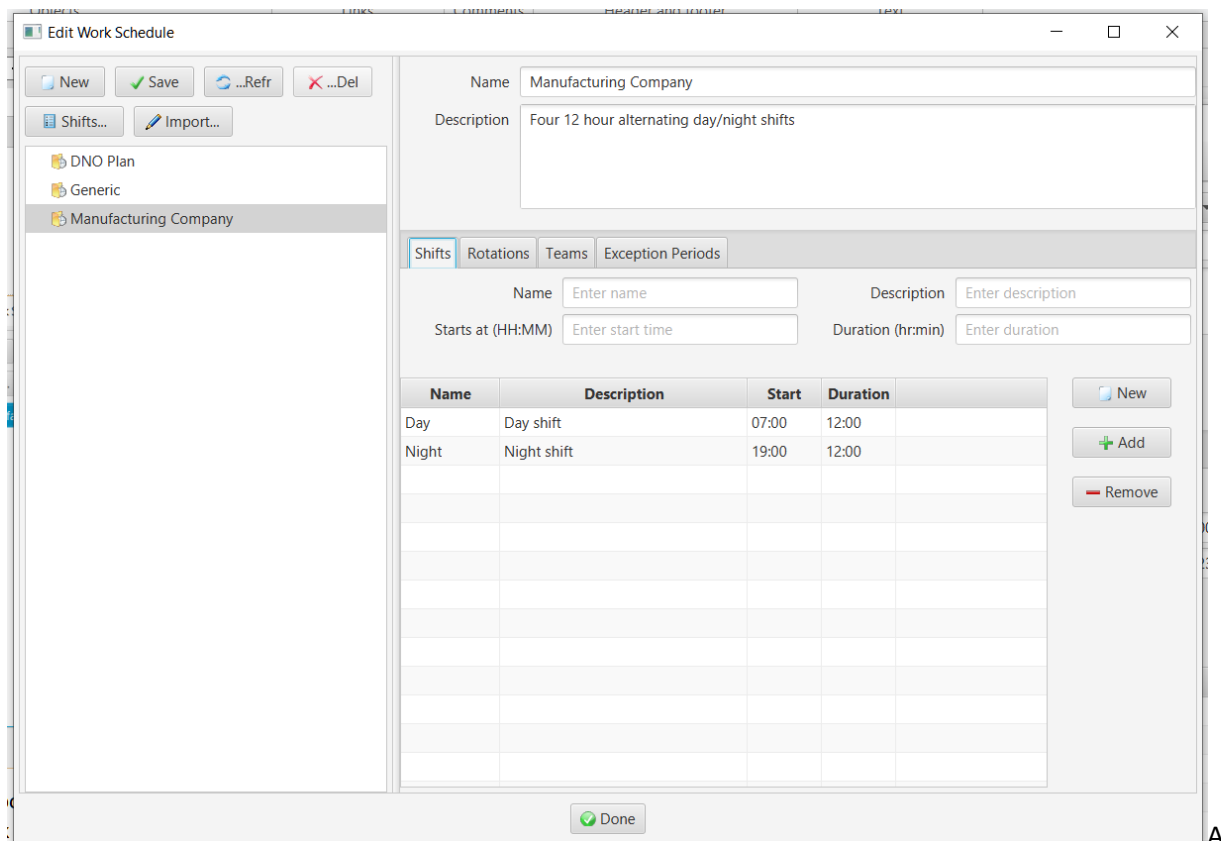 Edit Work Schedule
New Save ...Refr ...Del
Shifts... Import...
DNO Plan
Generic
Manufacturing Company
Name Manufacturing Company
Description Four 12 hour alternating day/night shifts
Shifts Rotations Teams Exception Periods
Name Enter name Description Enter description
Starts at (HH:MM) Enter start time Duration (hr:min) Enter duration
Name Description Start Duration
Day Day shift 07:00 12:00
Night Night shift 19:00 12:00
New
Add
Remove
Done
A